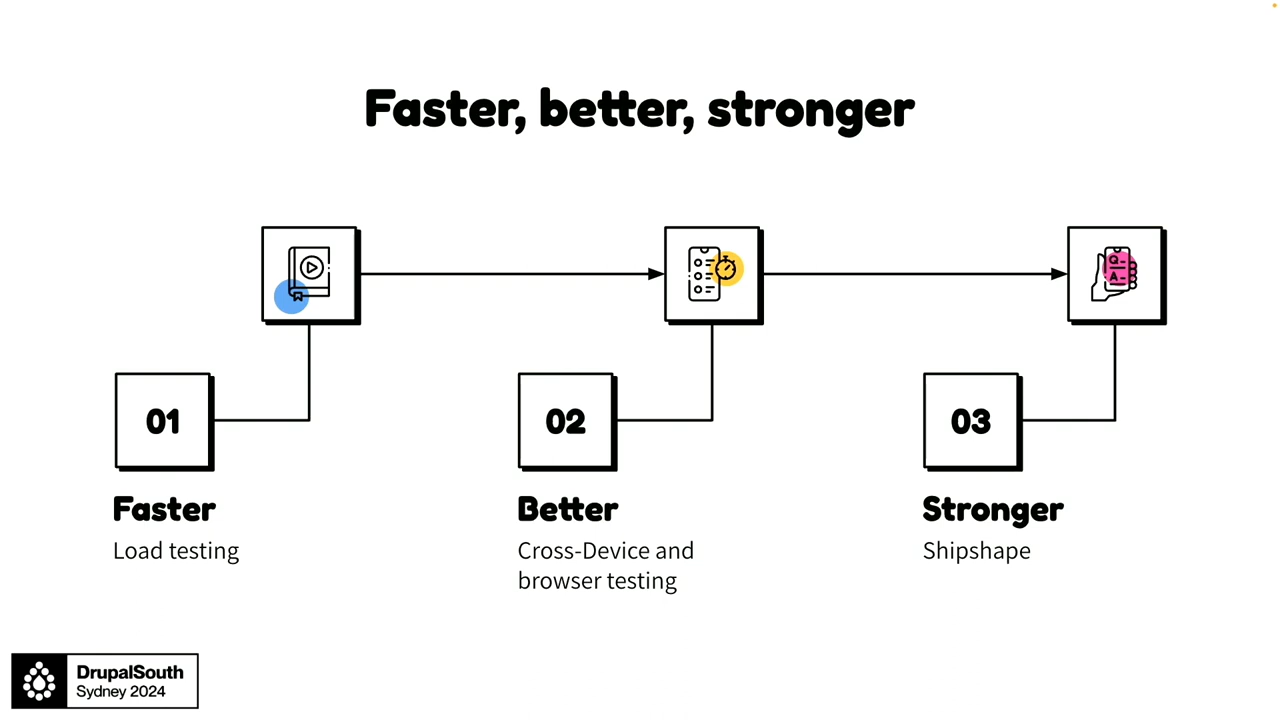 Faster, better, stronger
Q
A
01
02
03
Faster
Better
Stronger
Load testing
Cross-Device and
browser testing
Shipshape
DrupalSouth
Sydney 2024